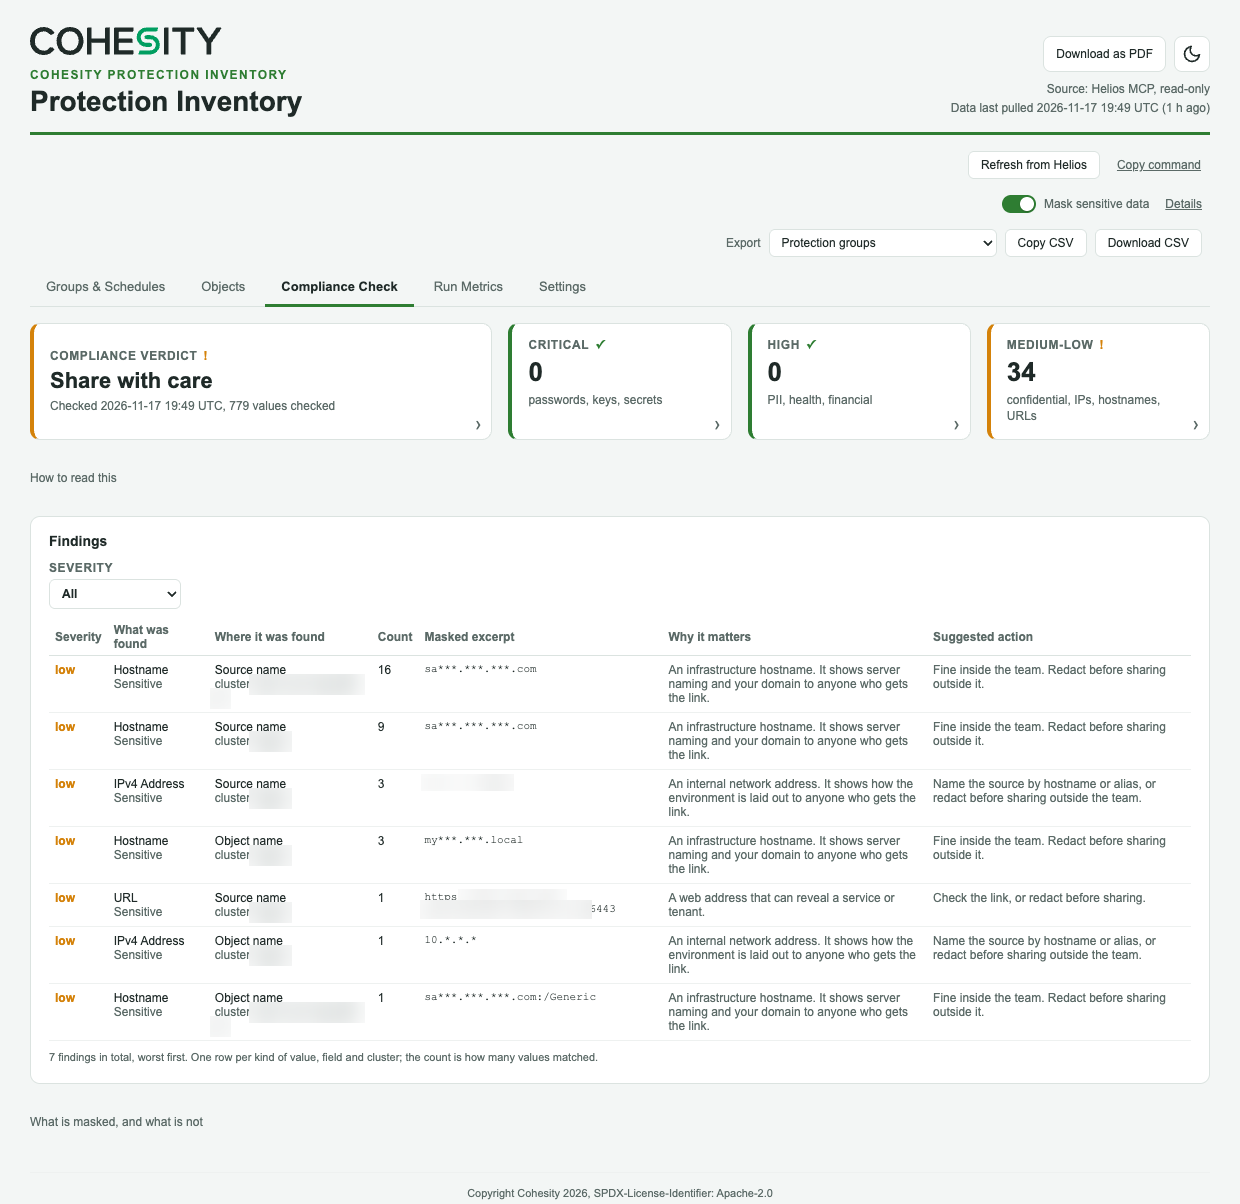 COHESITY
COHESITY PROTECTION INVENTORY
Protection Inventory
Download as PDF
Source: Helios MCP, read-only
Data last pulled 2026-11-17 19:49 UTC (1 h ago)
Refresh from Helios Copy command
Mask sensitive data Details
Export Protection groups Copy CSV Download CSV
Groups & Schedules Objects Compliance Check Run Metrics Settings
COMPLIANCE VERDICT !
Share with care
Checked 2026-11-17 19:49 UTC, 779 values checked
CRITICAL ✓
0
passwords, keys, secrets
HIGH ✓
0
PII, health, financial
MEDIUM-LOW !
34
confidential, IPs, hostnames,
URLs
How to read this
Findings
SEVERITY
All
Severity What was found Where it was found Count Masked excerpt Why it matters Suggested action
low Hostname Source name 16 sa***.***.***.com An infrastructure hostname. It shows server Fine inside the team. Redact before sharing
Sensitive cluster naming and your domain to anyone who gets outside it.
the link.
low Hostname Source name 9 sa***.***.***.com An infrastructure hostname. It shows server Fine inside the team. Redact before sharing
Sensitive cluster naming and your domain to anyone who gets outside it.
the link.
low IPv4 Address Source name 3 An internal network address. It shows how the Name the source by hostname or alias, or
Sensitive cluster environment is laid out to anyone who gets the redact before sharing outside the team.
link.
low Hostname Object name 3 my***.***.local An infrastructure hostname. It shows server Fine inside the team. Redact before sharing
Sensitive cluster naming and your domain to anyone who gets outside it.
the link.
low URL Source name 1 https A web address that can reveal a service or Check the link, or redact before sharing.
Sensitive cluster 6443 tenant.
low IPv4 Address Object name 1 10.*.*.* An internal network address. It shows how the Name the source by hostname or alias, or
Sensitive cluster environment is laid out to anyone who gets the redact before sharing outside the team.
link.
low Hostname Object name 1 sa***.***.***.com:/Generic An infrastructure hostname. It shows server Fine inside the team. Redact before sharing
Sensitive cluster naming and your domain to anyone who gets outside it.
the link.
7 findings in total, worst first. One row per kind of value, field and cluster; the count is how many values matched.
What is masked, and what is not
Copyright Cohesity 2026, SPDX-License-Identifier: Apache-2.0